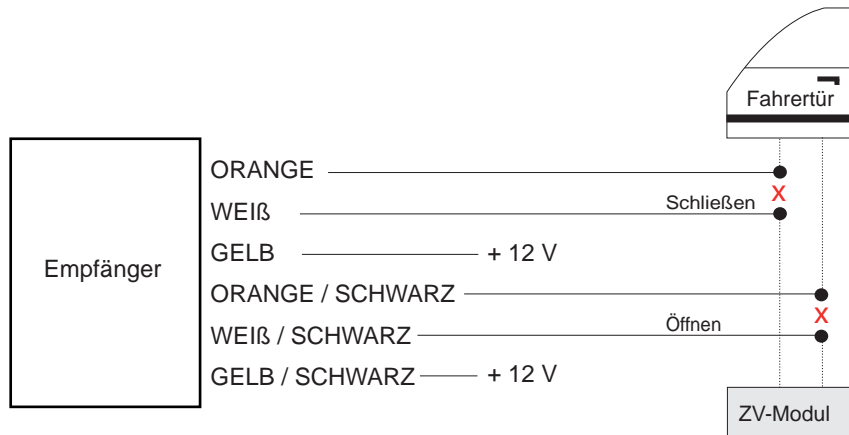 Fahrertür
ORANGE
X
WEIß
Schließen
GELB
+ 12 V
Empfänger
ORANGE / SCHWARZ
X
WEIß / SCHWARZ
Öffnen
GELB / SCHWARZ
+ 12 V
ZV-Modul